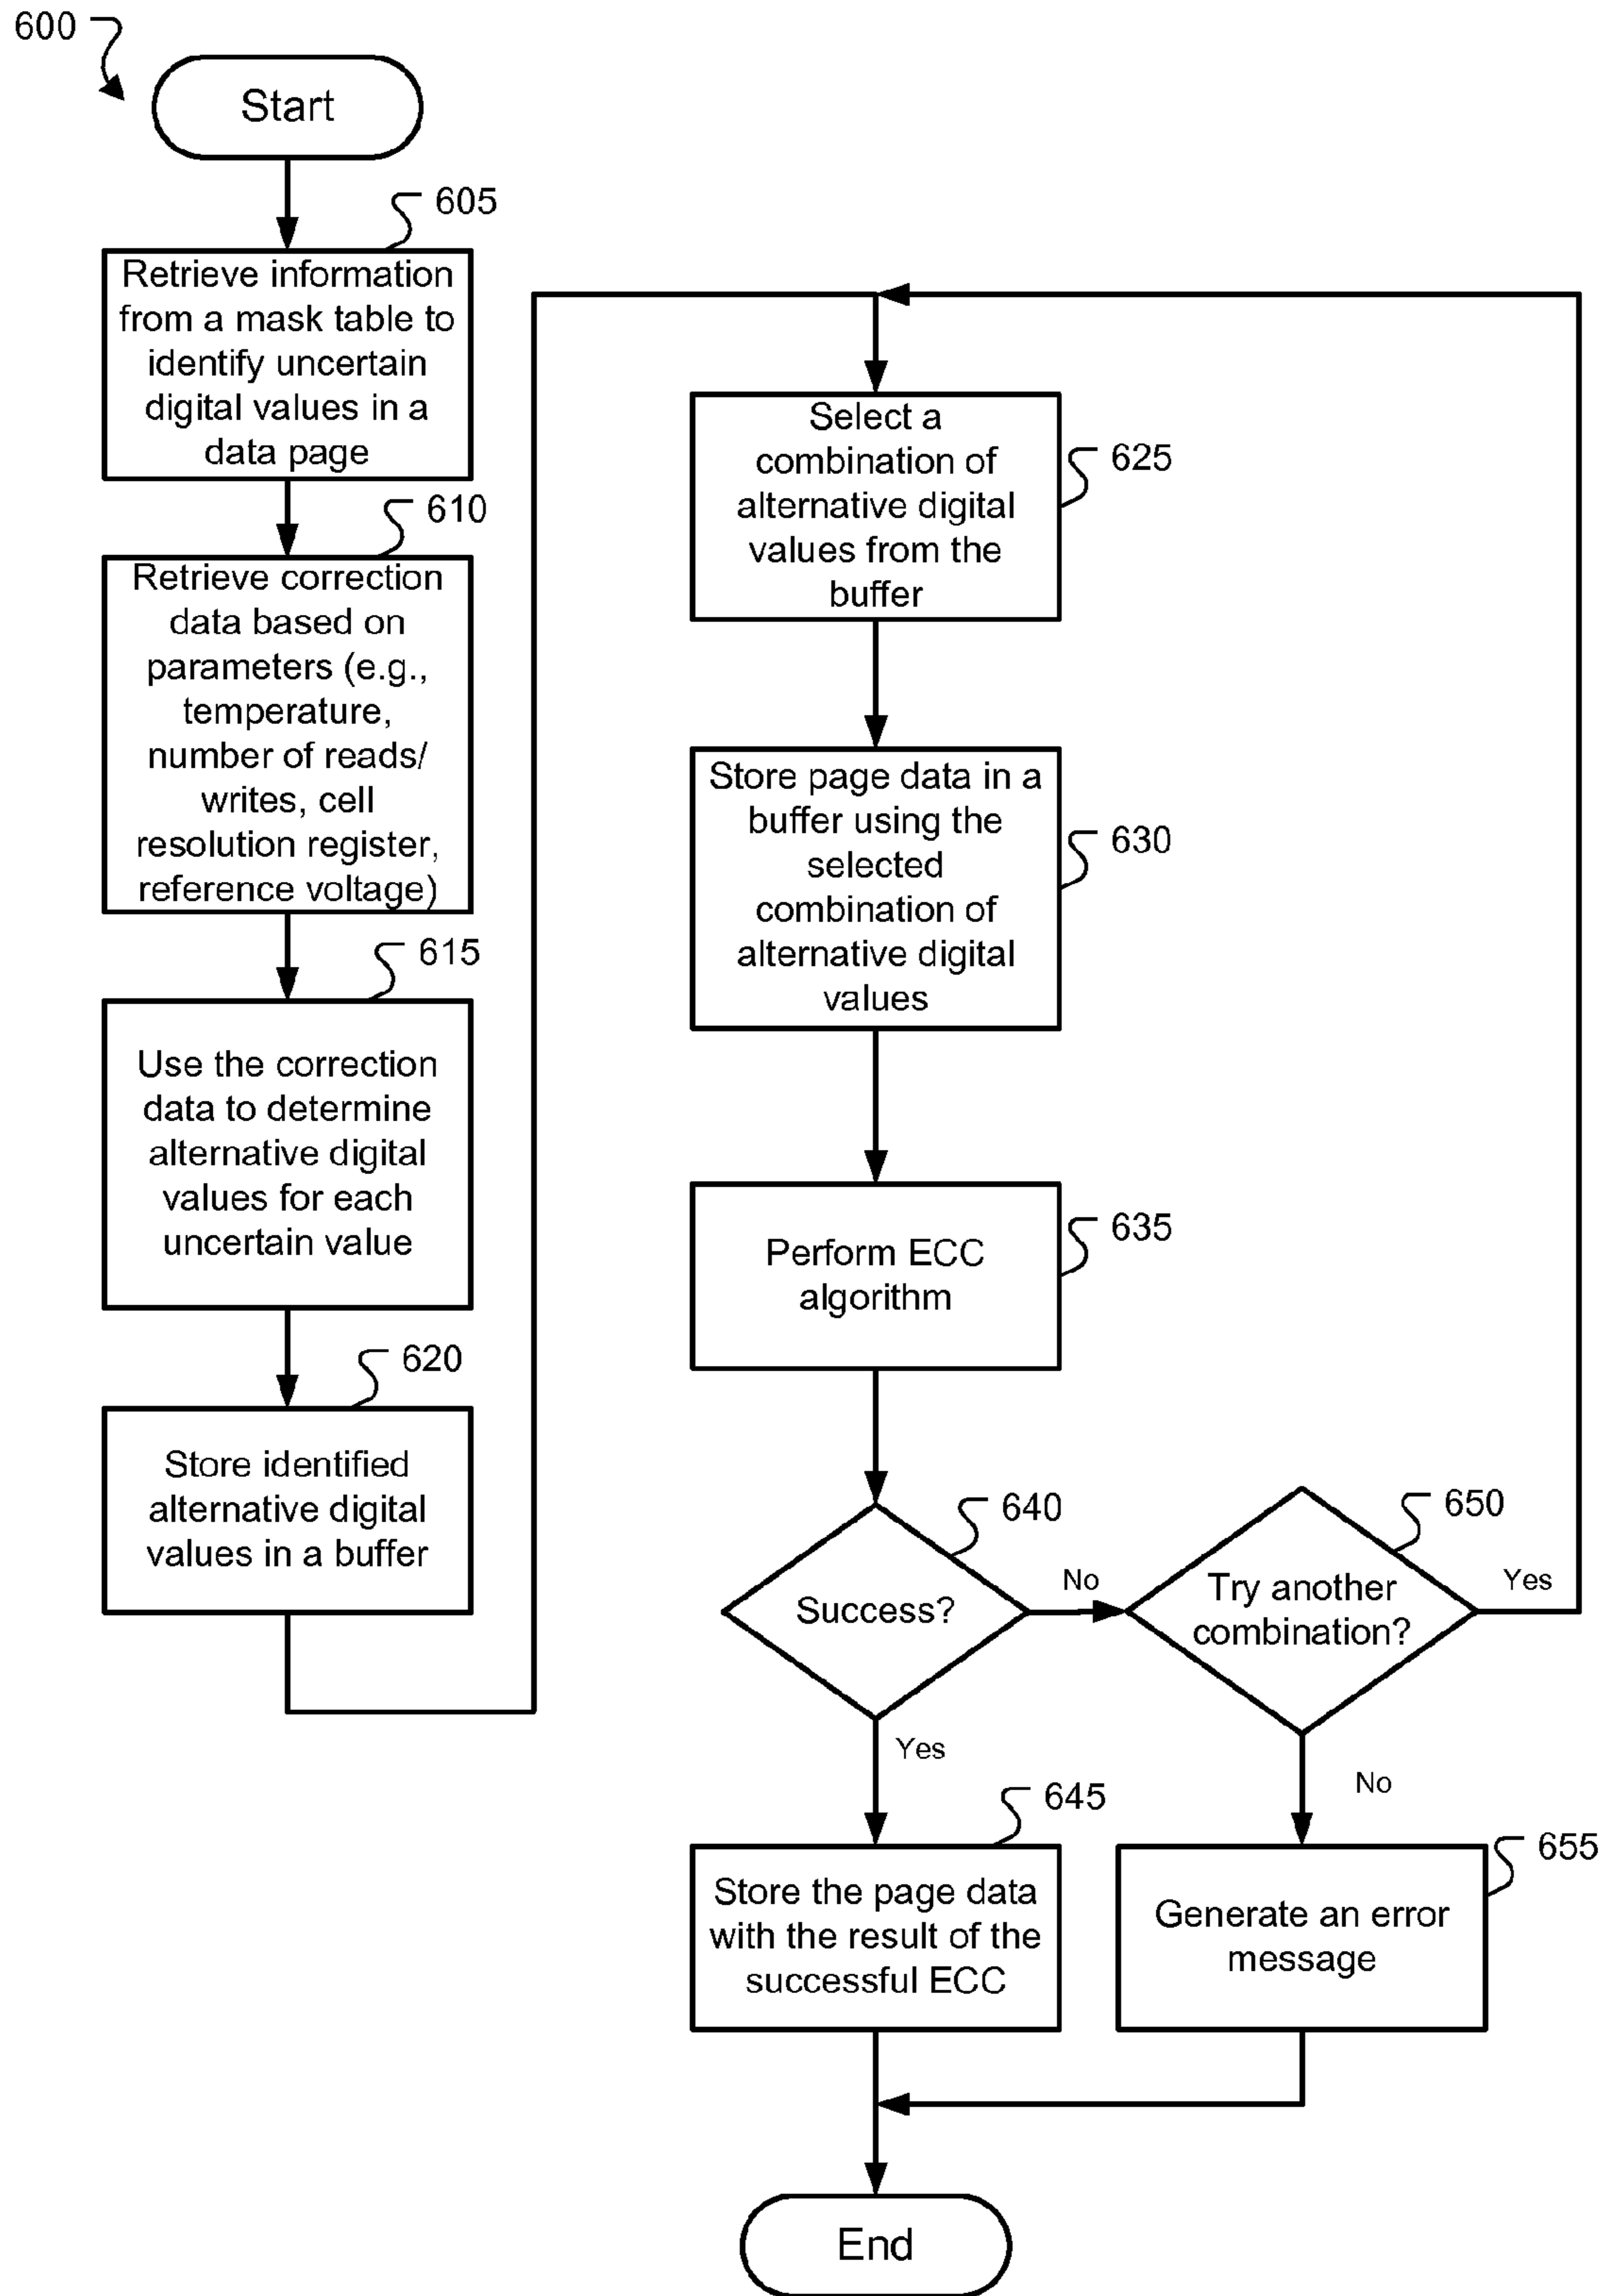 600
Start
605
Retrieve information
from a mask table to
identify uncertain
digital values in a
data page
610
Retrieve correction
data based on
parameters (e.g.,
temperature,
number of reads/
writes, cell
resolution register,
reference voltage)
615
Use the correction
data to determine
alternative digital
values for each
uncertain value
620
Store identified
alternative digital
values in a buffer
Select a
combination of
alternative digital
values from the
buffer
625
Store page data in a
buffer using the
selected
combination of
alternative digital
values
630
Perform ECC
algorithm
635
640
Success?
No
Yes
650
Try another
combination?
Yes
No
645
Store the page data
with the result of the
successful ECC
655
Generate an error
message
End